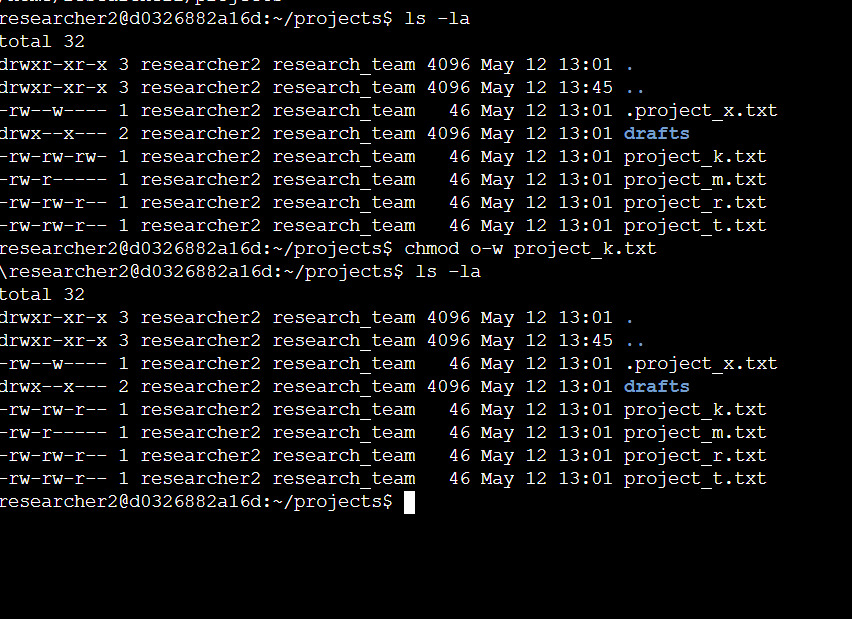 researcher2@d0326882a16d:~/projects$ ls -la
total 32
drwxr-xr-x 3 researcher2 research_team 4096 May 12 13:01 .
drwxr-xr-x 3 researcher2 research_team 4096 May 12 13:45 ..
-rw--w---- 1 researcher2 research_team   46 May 12 13:01 .project_x.txt
drwx--x--- 2 researcher2 research_team 4096 May 12 13:01 drafts
-rw-rw-rw- 1 researcher2 research_team   46 May 12 13:01 project_k.txt
-rw-r----- 1 researcher2 research_team   46 May 12 13:01 project_m.txt
-rw-rw-r-- 1 researcher2 research_team   46 May 12 13:01 project_r.txt
-rw-rw-r-- 1 researcher2 research_team   46 May 12 13:01 project_t.txt
researcher2@d0326882a16d:~/projects$ chmod o-w project_k.txt
\researcher2@d0326882a16d:~/projects$ ls -la
total 32
drwxr-xr-x 3 researcher2 research_team 4096 May 12 13:01 .
drwxr-xr-x 3 researcher2 research_team 4096 May 12 13:45 ..
-rw--w---- 1 researcher2 research_team   46 May 12 13:01 .project_x.txt
drwx--x--- 2 researcher2 research_team 4096 May 12 13:01 drafts
-rw-rw-r-- 1 researcher2 research_team   46 May 12 13:01 project_k.txt
-rw-r----- 1 researcher2 research_team   46 May 12 13:01 project_m.txt
-rw-rw-r-- 1 researcher2 research_team   46 May 12 13:01 project_r.txt
-rw-rw-r-- 1 researcher2 research_team   46 May 12 13:01 project_t.txt
researcher2@d0326882a16d:~/projects$